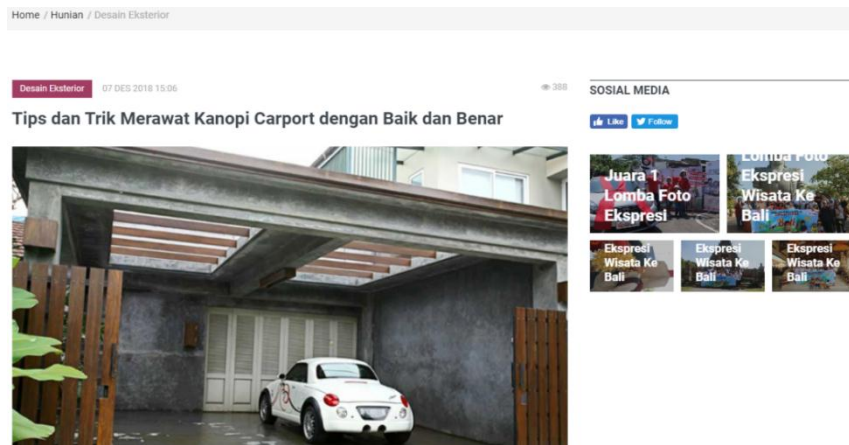 Home / Hunian / Desain Eksterior
Desain Eksterior 07 DES 2018 15:06 388
Tips dan Trik Merawat Kanopi Carport dengan Baik dan Benar
SOSIAL MEDIA
Like Follow
Juara 1
Lomba Foto
Ekspresi
Lomba Foto
Ekspresi
Wisata Ke
Bali
Ekspresi
Wisata Ke
Bali
Ekspresi
Wisata Ke
Bali
Ekspresi
Wisata Ke
Bali